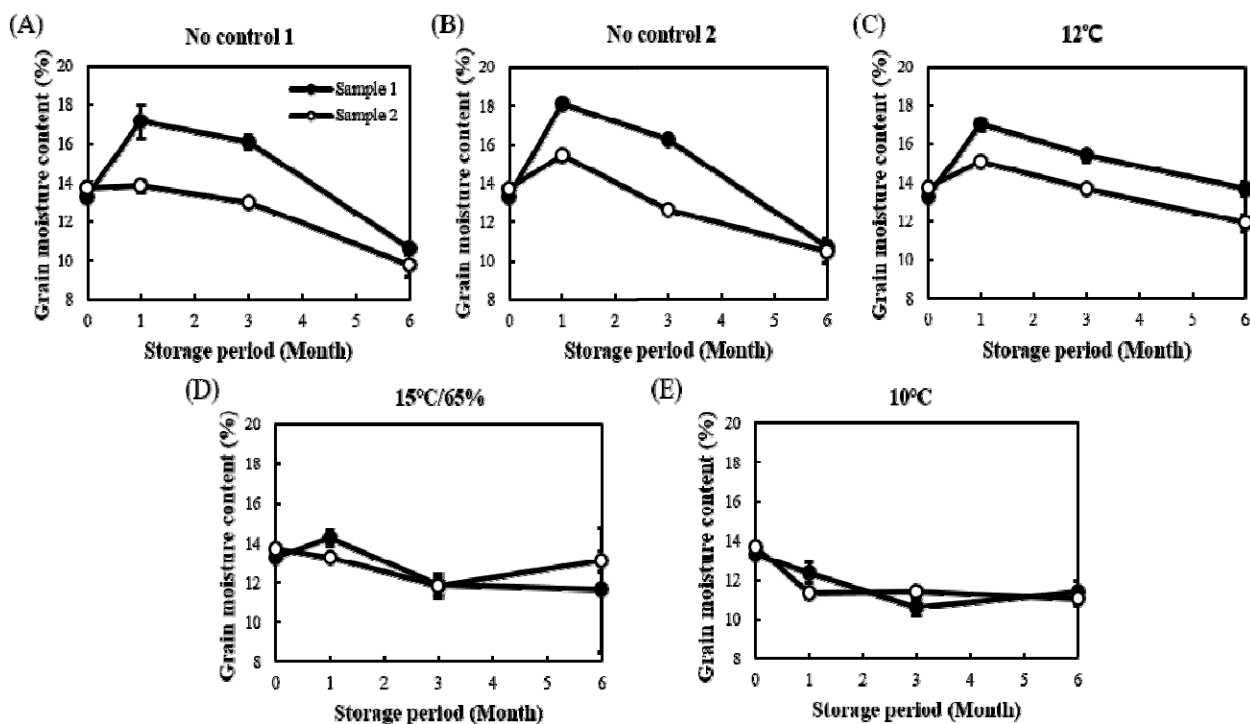 (A)
No control 1
Grain moisture content (%)
20
18
16
14
12
10
8
Sample 1
Sample 2
0 1 2 3 4 5 6
Storage period (Month)
(B)
No control 2
Grain moisture content (%)
20
18
16
14
12
10
8
0 1 2 3 4 5 6
Storage period (Month)
(C)
12℃
Grain moisture content (%)
20
18
16
14
12
10
8
0 1 2 3 4 5 6
Storage period (Month)
(D)
15℃/65%
Grain moisture content (%)
20
18
16
14
12
10
8
0 1 2 3 4 5 6
Storage period (Month)
(E)
10℃
Grain moisture content (%)
20
18
16
14
12
10
8
0 1 2 3 4 5 6
Storage period (Month)